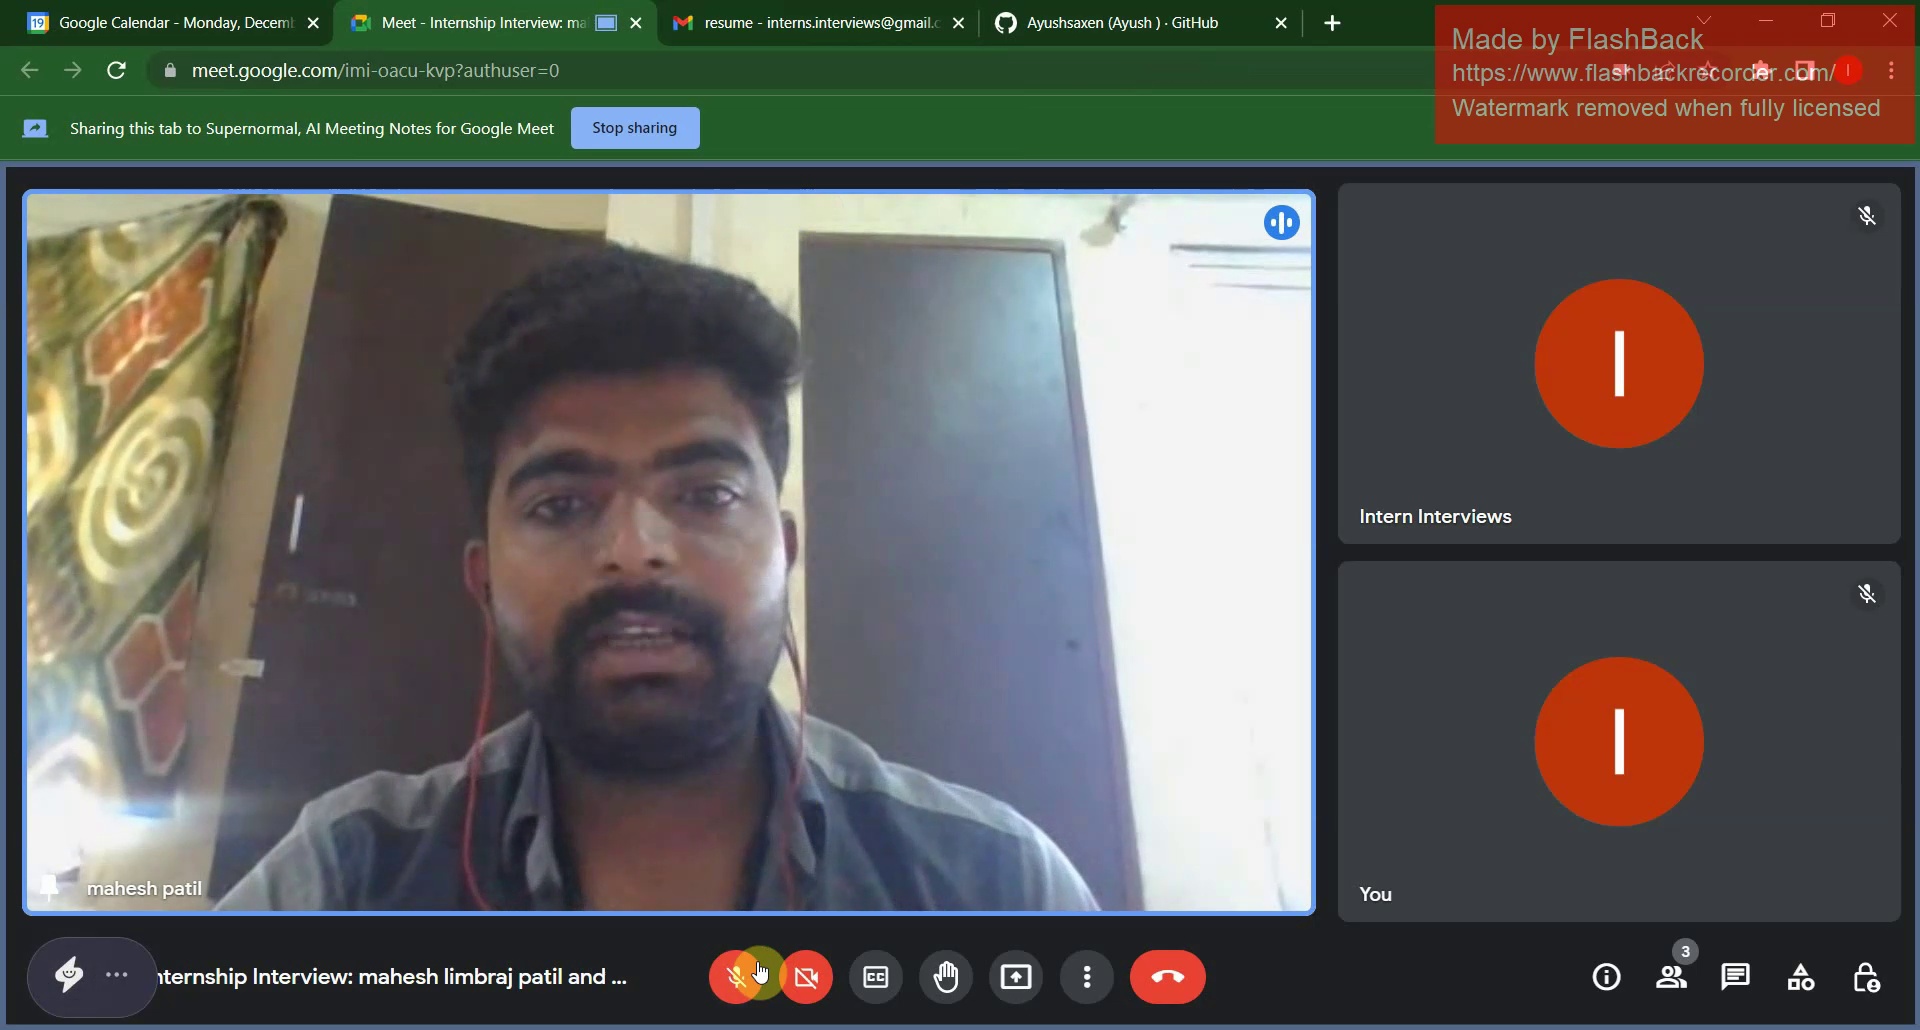 19
Google Calendar - Monday, Decem
Meet - Internship Interview: ma
resume - interns.interviews@gmail.c
Ayushsaxen (Ayush ) · GitHub
Made by FlashBack
meet.google.com/imi-oacu-kvp?authuser=0
https://www.flashbackrecorder.com/
I
Watermark removed when fully licensed
Sharing this tab to Supernormal, AI Meeting Notes for Google Meet
Stop sharing
I
Intern Interviews
I
mahesh patil
You
nternship Interview: mahesh limbraj patil and ...
CC
3